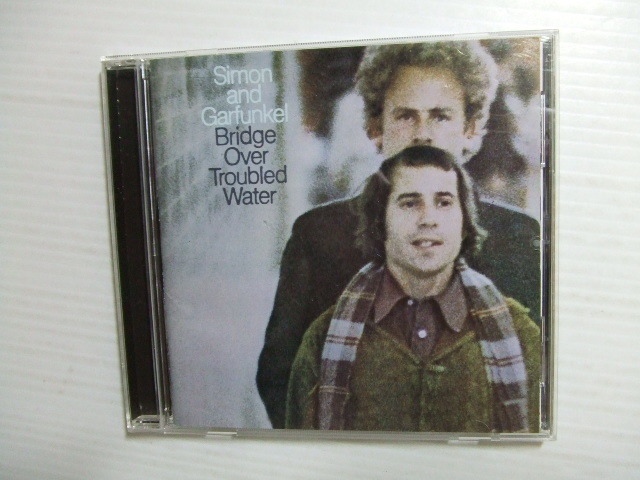 Simon
and
Garfunkel
Bridge
Over
Troubled
Water